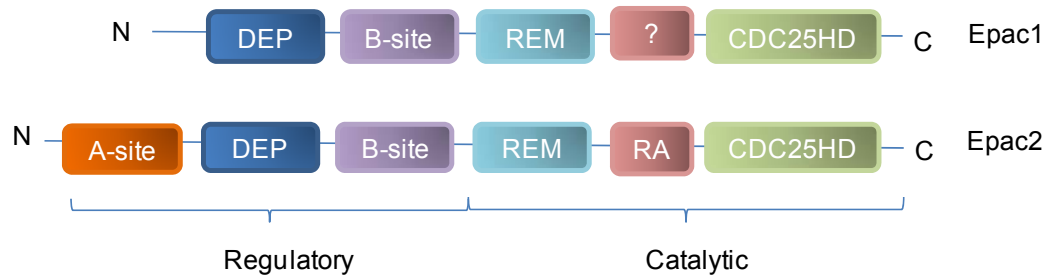 N DEP B-site REM ? CDC25HD C Epac1
N A-site DEP B-site REM RA CDC25HD C Epac2
Regulatory Catalytic